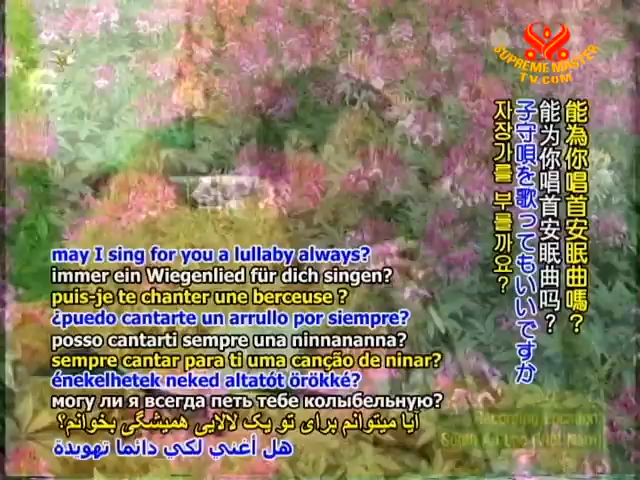 SUPREME MASTER
TV.COM
能為你唱首安眠曲嗎？
能为你唱首安眠曲吗？
子守唄を歌ってもいいですか
자장가를 부를까요?
may I sing for you a lullaby always?
immer ein Wiegenlied für dich singen?
puis-je te chanter une berceuse ?
¿puedo cantarte un arrullo por siempre?
posso cantarti sempre una ninnananna?
sempre cantar para ti uma canção de ninar?
énekelhetek neked altatót örökké?
могу ли я всегда петь тебе колыбельную?
آیا میتوانم برای تو یک لالایی همیشگی بخوانم؟
هل أغني لكي دائما تهويدة
Recording Location